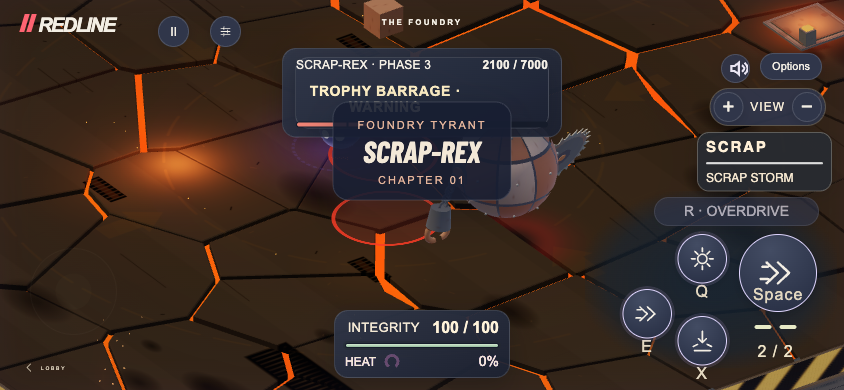 REDLINE
THE FOUNDRY
SCRAP-REX · PHASE 3 2100 / 7000
TROPHY BARRAGE ·
WARNING
FOUNDRY TYRANT
SCRAP-REX
CHAPTER 01
Options
+ VIEW −
SCRAP
SCRAP STORM
R · OVERDRIVE
Q
Space
E
X
2 / 2
INTEGRITY 100 / 100
HEAT 0%
LOBBY